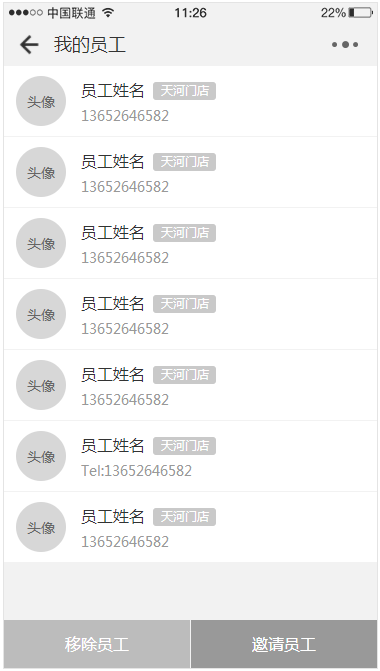 中国联通 11:26 22%
我的员工
头像 员工姓名 天河门店
13652646582
头像 员工姓名 天河门店
13652646582
头像 员工姓名 天河门店
13652646582
头像 员工姓名 天河门店
13652646582
头像 员工姓名 天河门店
13652646582
头像 员工姓名 天河门店
Tel:13652646582
头像 员工姓名 天河门店
13652646582
移除员工 邀请员工